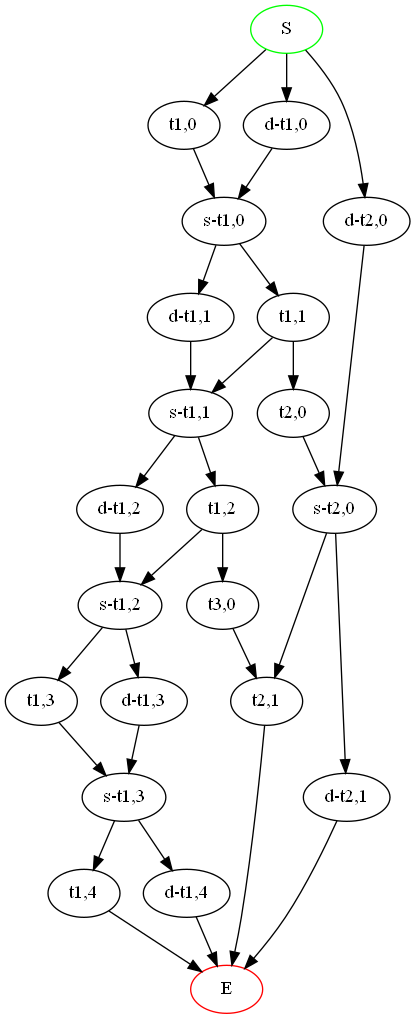 S
t1,0
d-t1,0
s-t1,0
d-t2,0
d-t1,1
t1,1
s-t1,1
t2,0
d-t1,2
t1,2
s-t2,0
s-t1,2
t3,0
t1,3
d-t1,3
t2,1
s-t1,3
d-t2,1
t1,4
d-t1,4
E